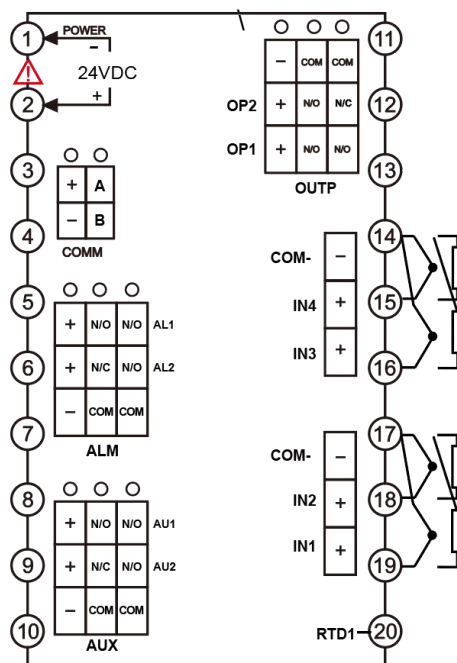 1 POWER 11
−
24VDC
+
2
− COM COM
OP2 + N/O N/C 12
OP1 + N/O N/O
OUTP
3 13
+ A
− B
COMM
4 14
COM- −
IN4 + 15
IN3 + 16
5
+ N/O N/O AL1
6 + N/C N/O AL2
− COM COM
7 ALM
17
COM- −
IN2 + 18
IN1 + 19
8
+ N/O N/O AU1
9 + N/C N/O AU2
− COM COM
10 AUX
RTD1 20